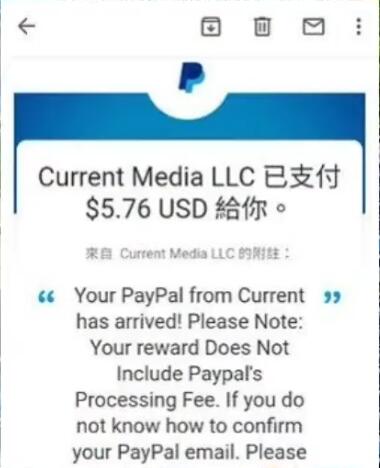 Current Media LLC 已支付
$5.76 USD 給你。
來自 Current Media LLC 的附註：
“ Your PayPal from Current ”
has arrived! Please Note:
Your reward Does Not
Include Paypal's
Processing Fee. If you do
not know how to confirm
your PayPal email. Please